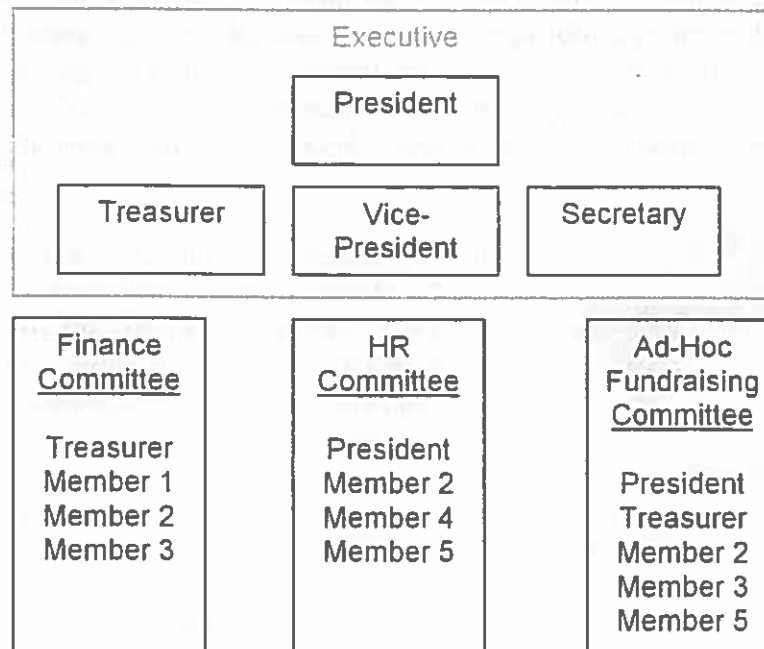 Executive
President
Treasurer
Vice-
President
Secretary
Finance
Committee
Treasurer
Member 1
Member 2
Member 3
HR
Committee
President
Member 2
Member 4
Member 5
Ad-Hoc
Fundraising
Committee
President
Treasurer
Member 2
Member 3
Member 5